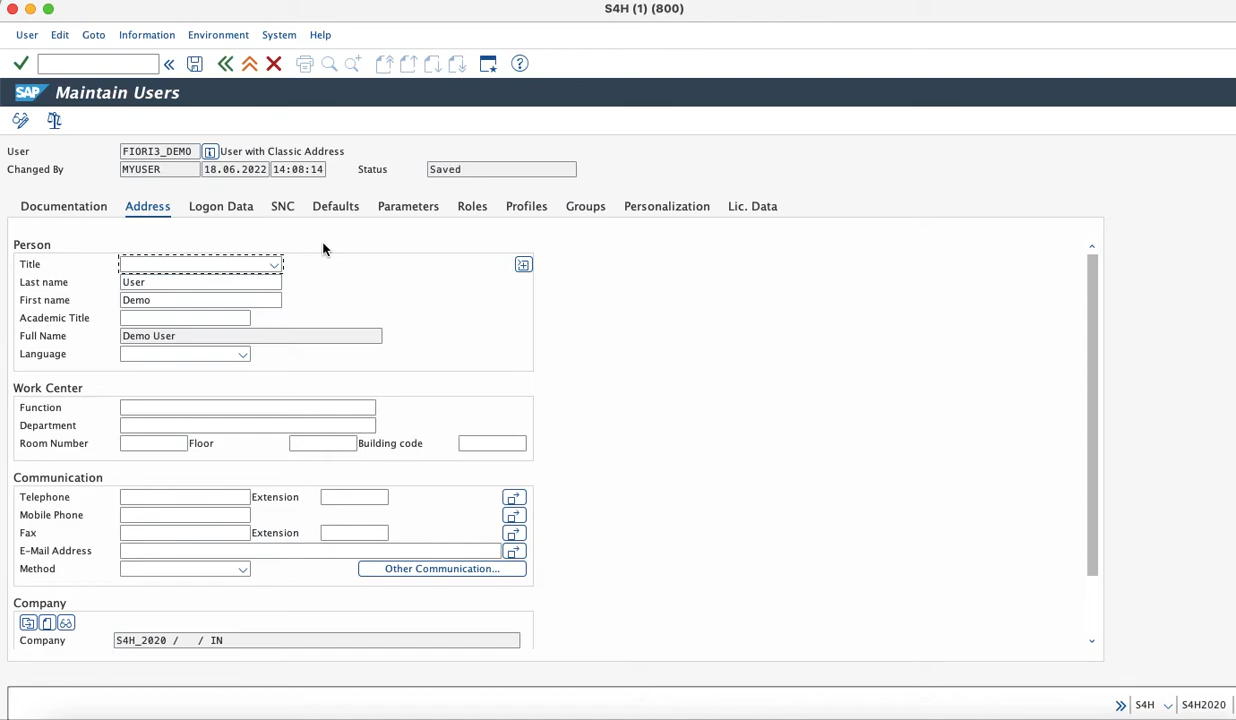 S4H (1) (800)
User Edit Goto Information Environment System Help
SAP Maintain Users
User FIORI3_DEMO User with Classic Address
Changed By MYUSER 18.06.2022 14:08:14 Status Saved
Documentation Address Logon Data SNC Defaults Parameters Roles Profiles Groups Personalization Lic. Data
Person
Title
Last name User
First name Demo
Academic Title
Full Name Demo User
Language
Work Center
Function
Department
Room Number Floor Building code
Communication
Telephone Extension
Mobile Phone
Fax Extension
E-Mail Address
Method Other Communication...
Company
Company S4H_2020 / / IN
S4H S4H2020